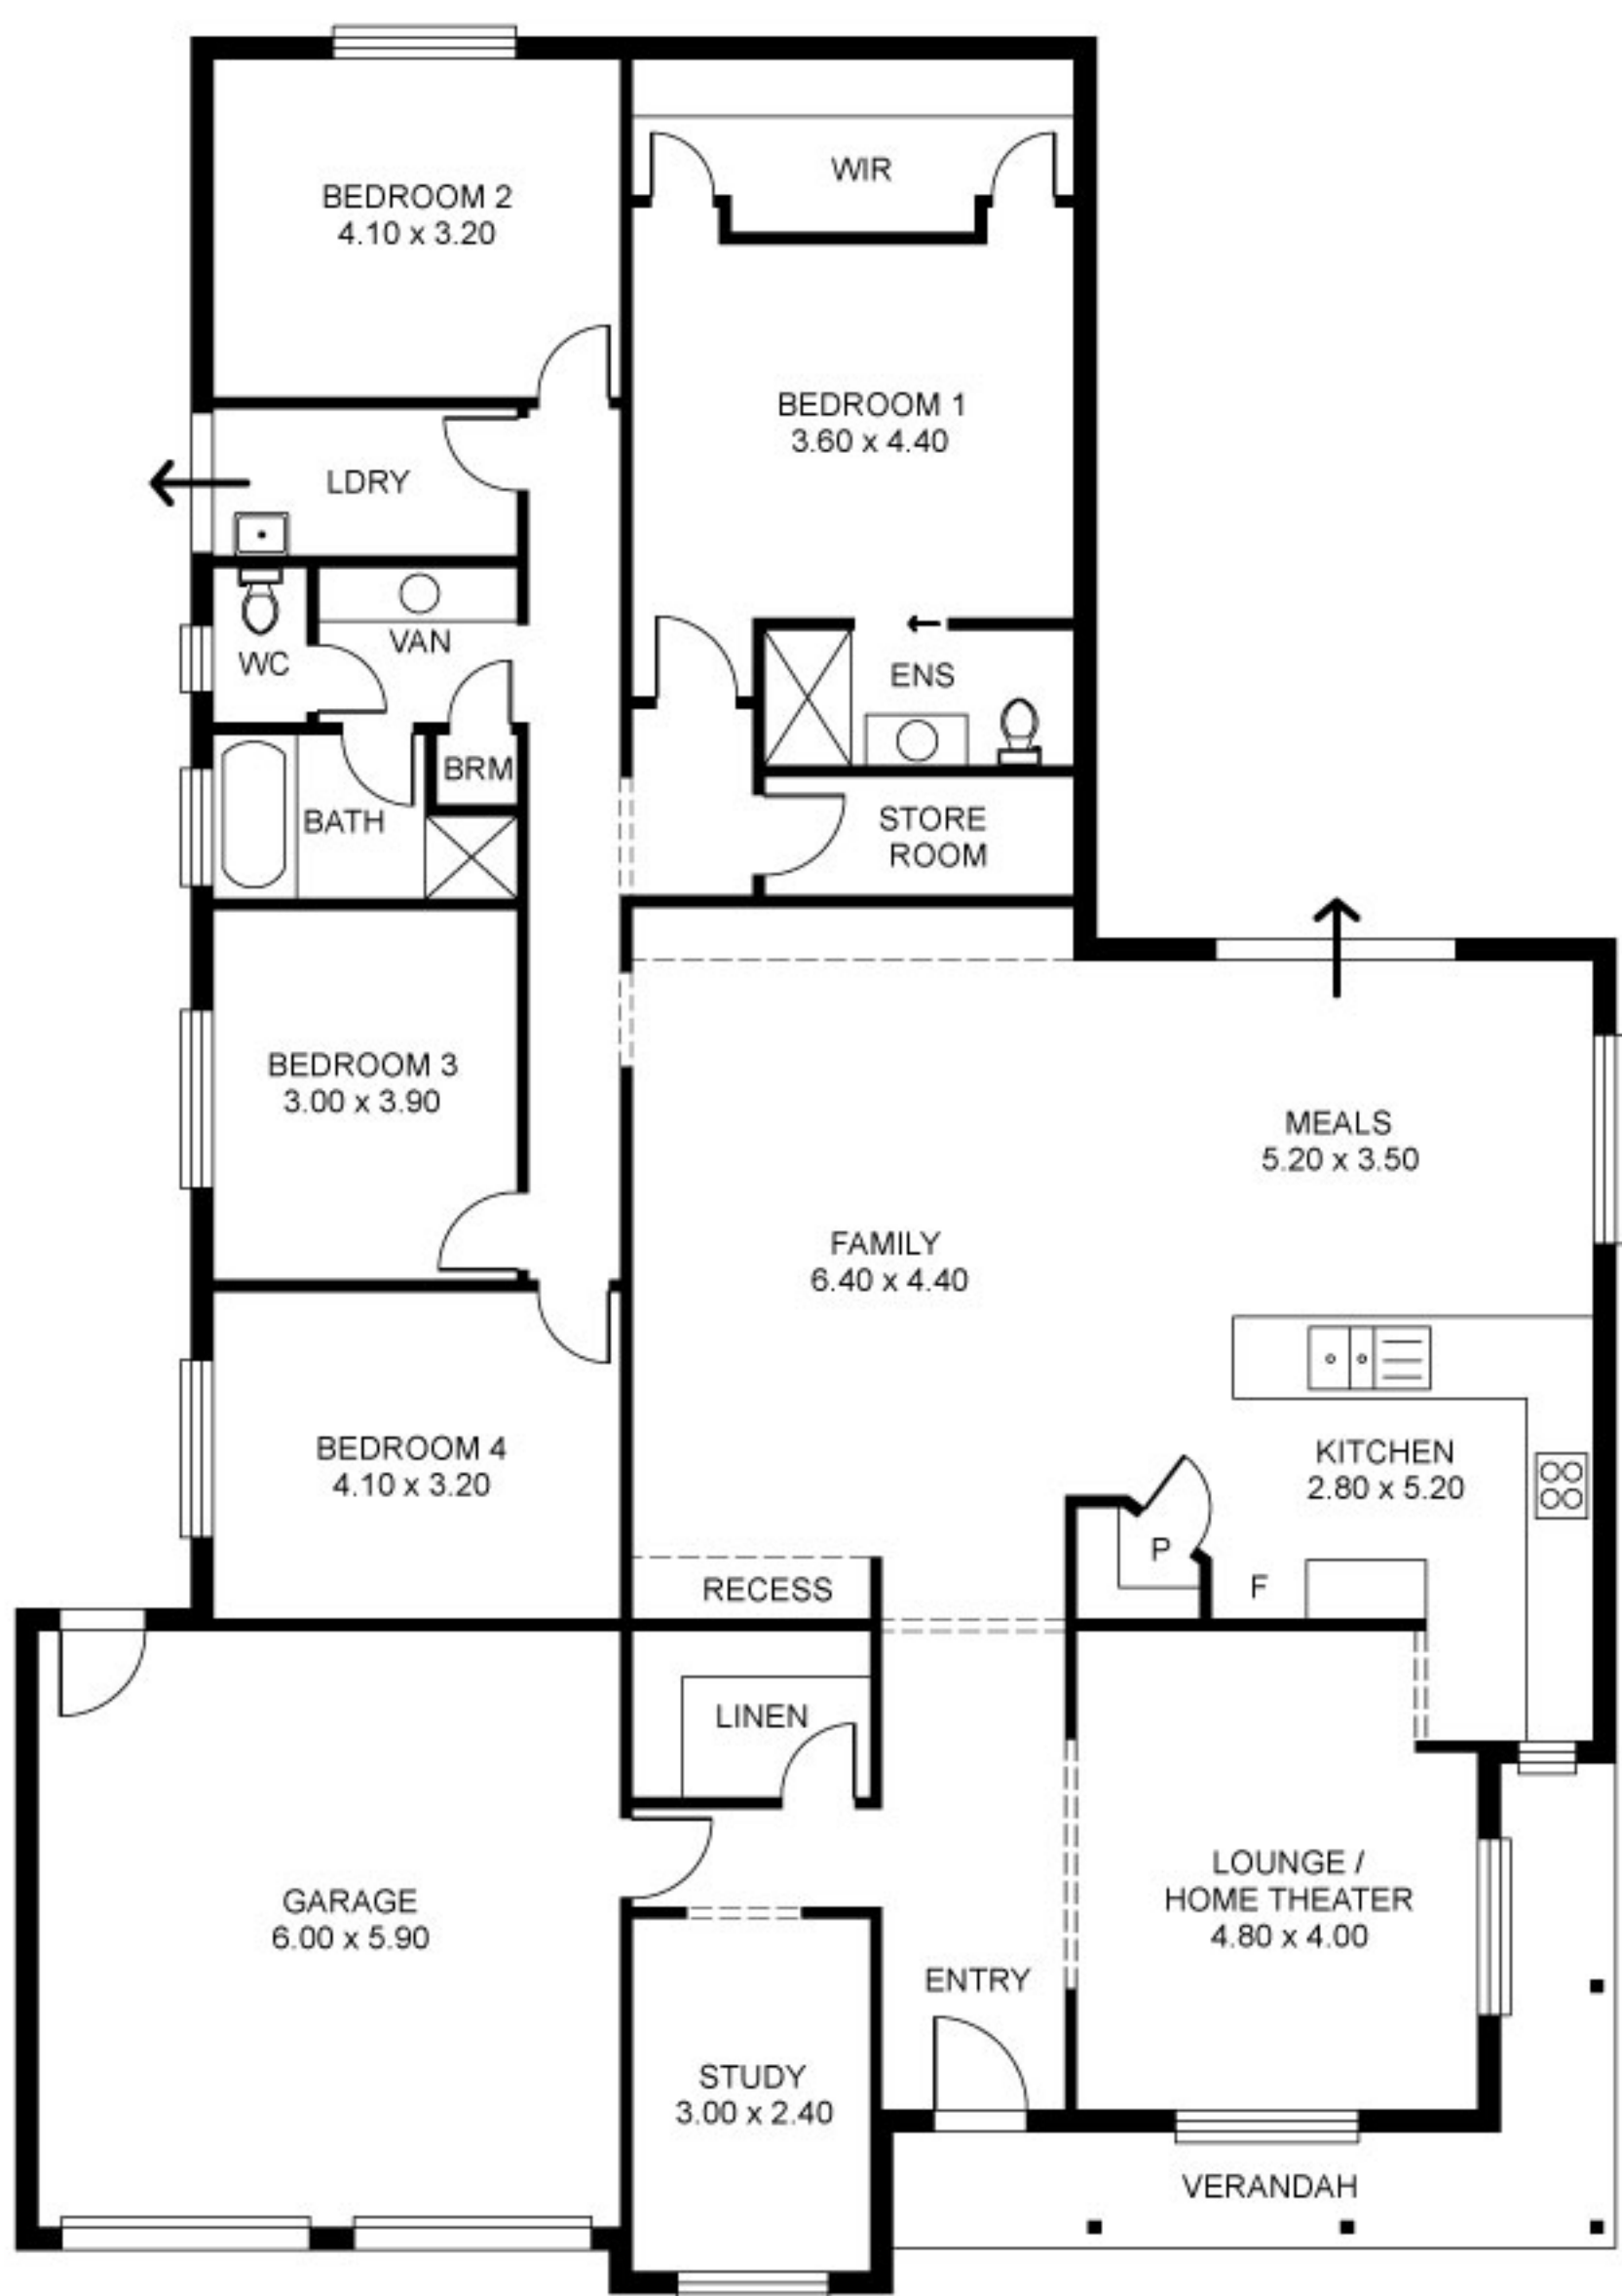 BEDROOM 2
4.10 x 3.20
WIR
BEDROOM 1
3.60 x 4.40
LDRY
VAN
WC
ENS
BRM
BATH
STORE
ROOM
BEDROOM 3
3.00 x 3.90
MEALS
5.20 x 3.50
FAMILY
6.40 x 4.40
BEDROOM 4
4.10 x 3.20
KITCHEN
2.80 x 5.20
P
F
RECESS
LINEN
GARAGE
6.00 x 5.90
LOUNGE /
HOME THEATER
4.80 x 4.00
ENTRY
STUDY
3.00 x 2.40
VERANDAH